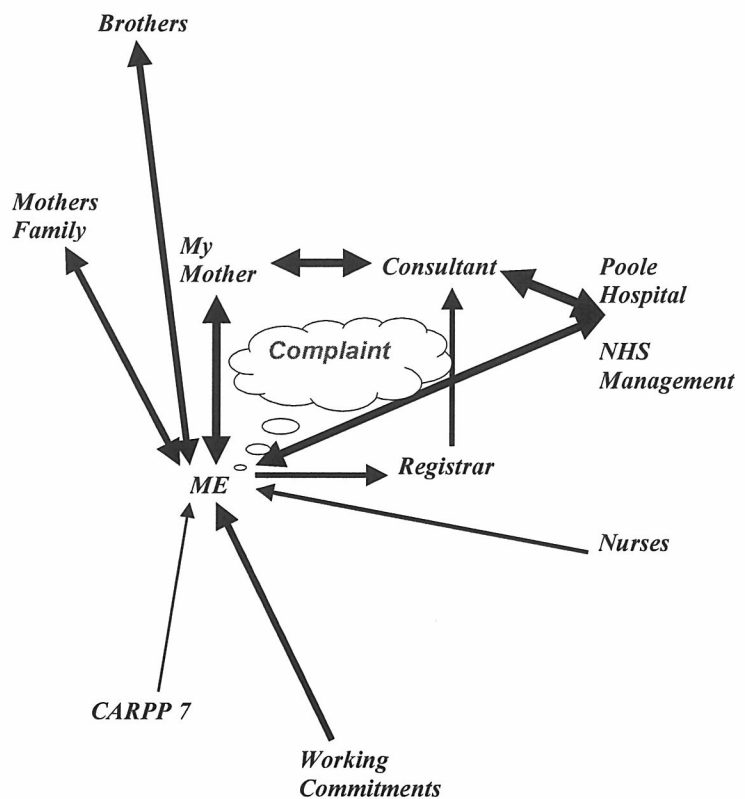 Brothers
Mothers
Family
My
Mother
Consultant
Poole
Hospital
Complaint
NHS
Management
Registrar
ME
Nurses
CARPP 7
Working
Commitments